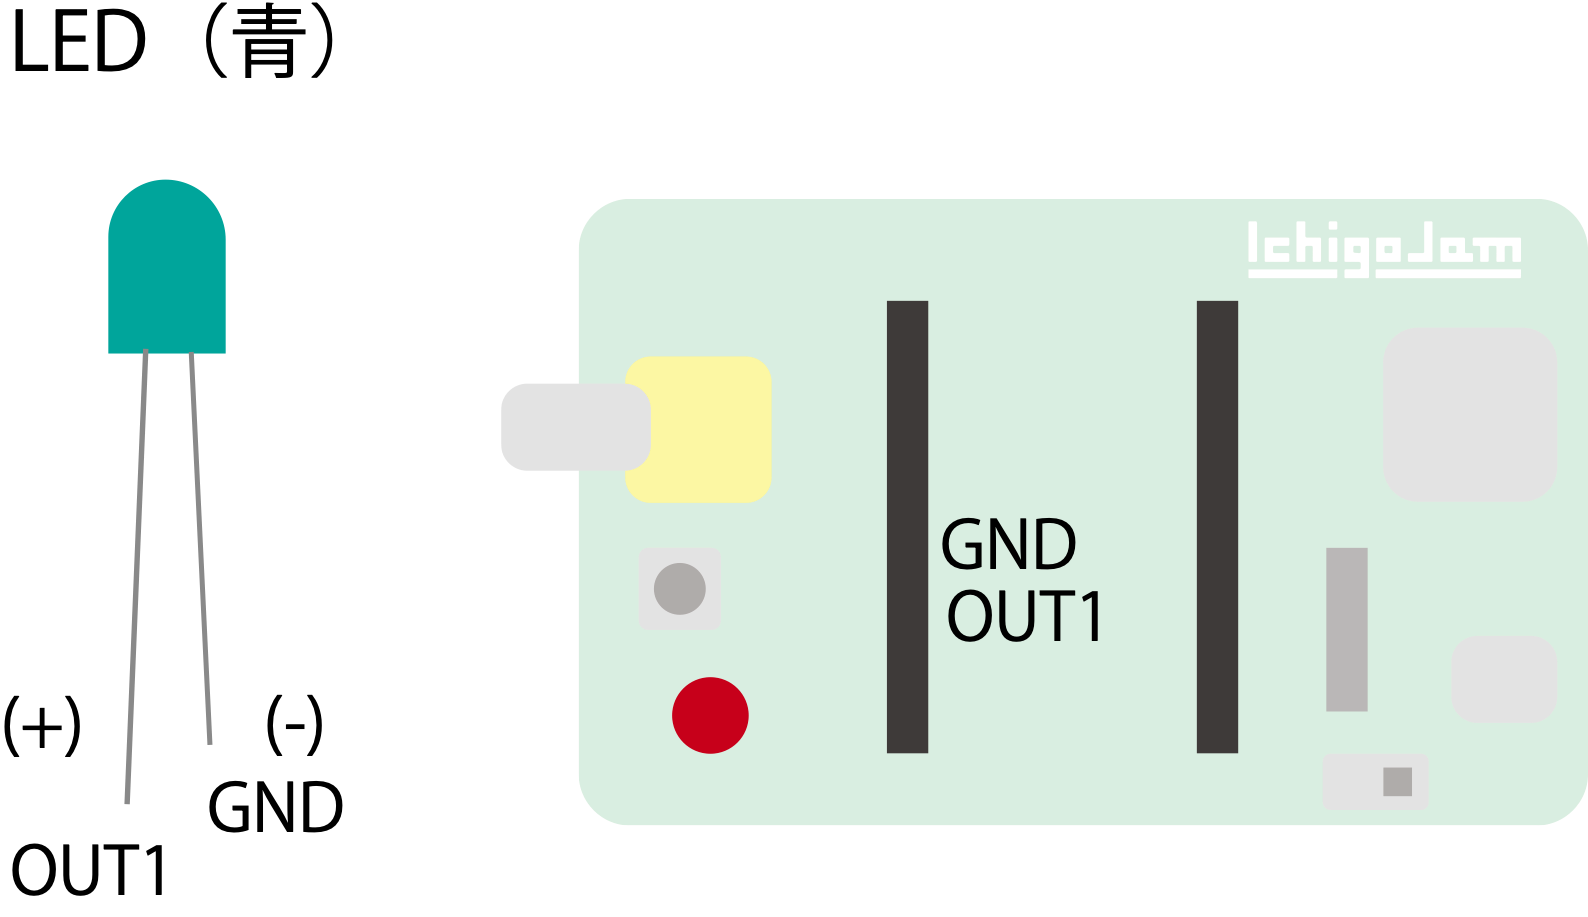 LED（青）
IchigoJam
GND
OUT1
(+)
(-)
GND
OUT1